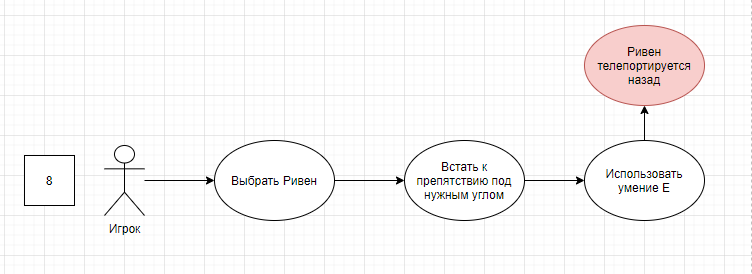 Ривен
телепортируется
назад
8
Игрок
Выбрать Ривен
Встать к
препятствию под
нужным углом
Использовать
умение E